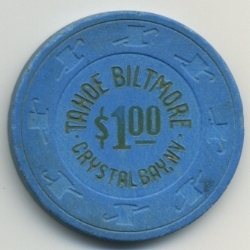 TAHOE BILTMORE
$1.00
CRYSTAL BAY, NV